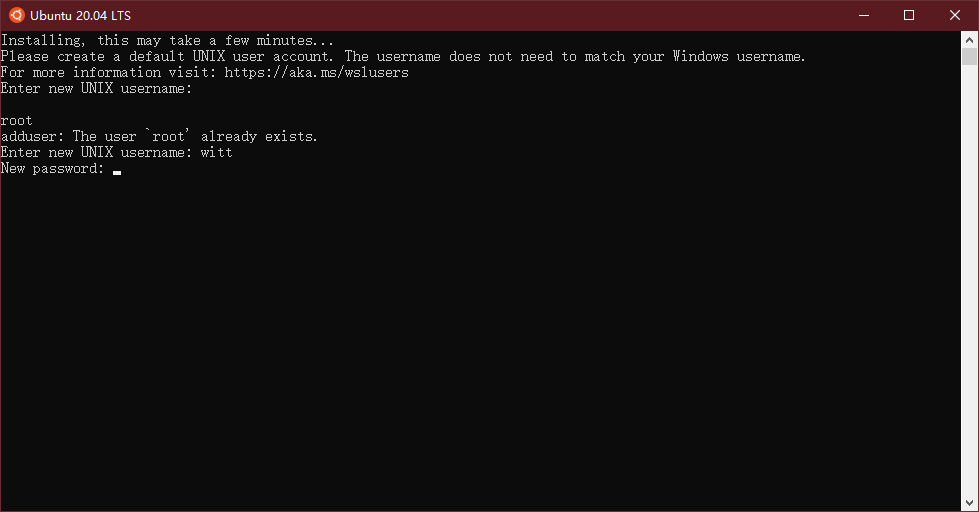 Ubuntu 20.04 LTS
Installing, this may take a few minutes...
Please create a default UNIX user account. The username does not need to match your Windows username.
For more information visit: https://aka.ms/wslusers
Enter new UNIX username:
root
adduser: The user `root' already exists.
Enter new UNIX username: witt
New password: